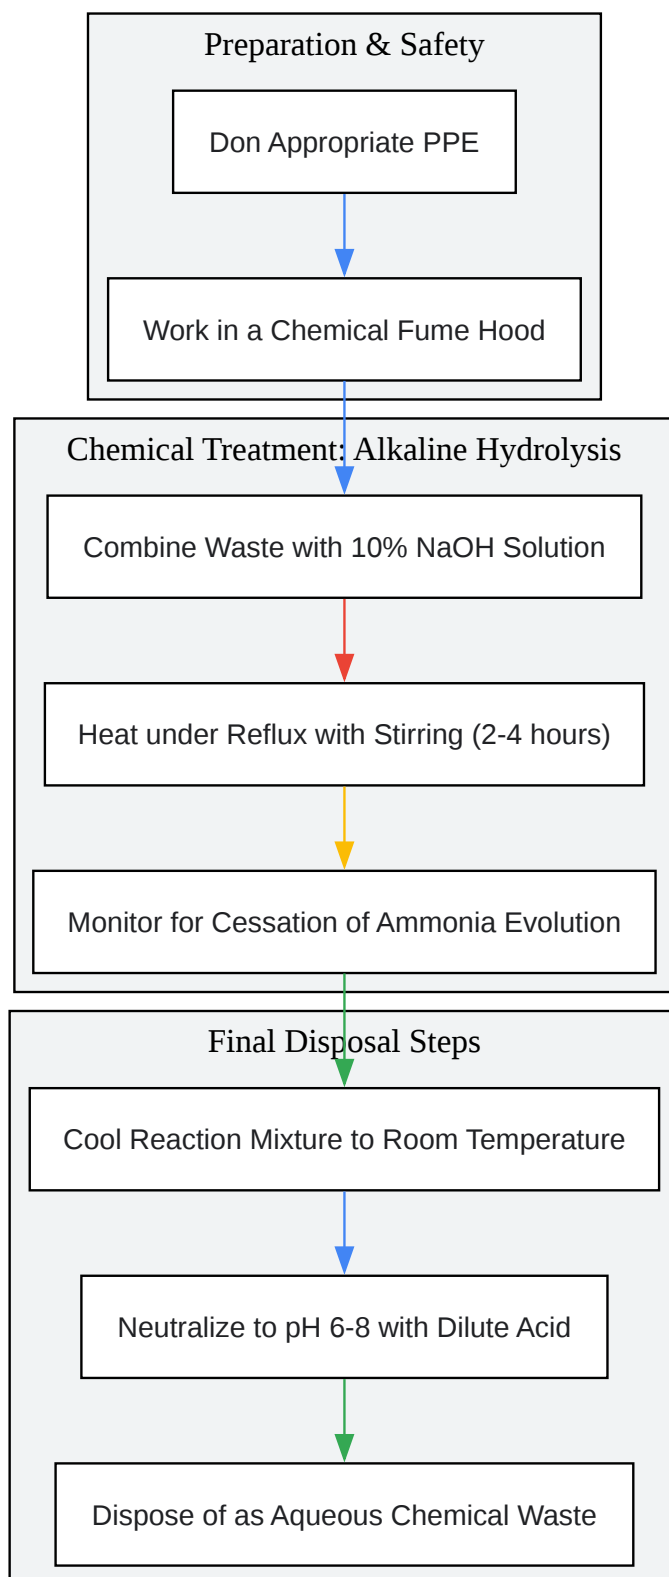 Preparation & Safety
Don Appropriate PPE
Work in a Chemical Fume Hood
Chemical Treatment: Alkaline Hydrolysis
Combine Waste with 10% NaOH Solution
Heat under Reflux with Stirring (2-4 hours)
Monitor for Cessation of Ammonia Evolution
Final Disposal Steps
Cool Reaction Mixture to Room Temperature
Neutralize to pH 6-8 with Dilute Acid
Dispose of as Aqueous Chemical Waste